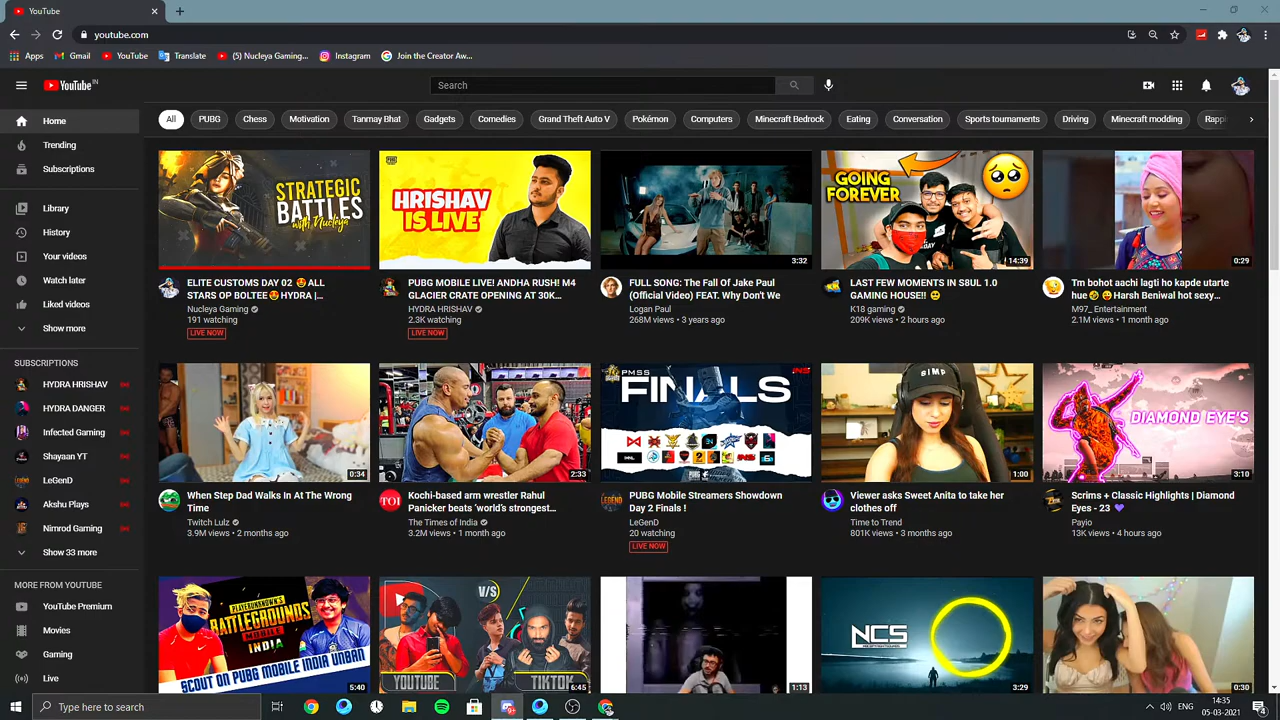 YouTube
youtube.com
Apps
Gmail
YouTube
Translate
(5) Nucleya Gaming...
Instagram
Join the Creator Aw...
YouTube IN
Search
Home
Trending
Subscriptions
Library
History
Your videos
Watch later
Liked videos
Show more
SUBSCRIPTIONS
HYDRA HRISHAV
HYDRA DANGER
Infected Gaming
Shayaan YT
LeGenD
Akshu Plays
Nimrod Gaming
Show 33 more
MORE FROM YOUTUBE
YouTube Premium
Movies
Gaming
Live
All
PUBG
Chess
Motivation
Tanmay Bhat
Gadgets
Comedies
Grand Theft Auto V
Pokémon
Computers
Minecraft Bedrock
Eating
Conversation
Sports tournaments
Driving
Minecraft modding
Rappi
STRATEGIC
BATTLES
with Nucleya
ELITE CUSTOMS DAY 02 😍ALL
STARS OP BOLTEE😍HYDRA |...
Nucleya Gaming
191 watching
LIVE NOW
HRISHAV
IS LIVE
PUBG MOBILE LIVE! ANDHA RUSH! M4
GLACIER CRATE OPENING AT 30K...
HYDRA HRISHAV
2.3K watching
LIVE NOW
3:32
FULL SONG: The Fall Of Jake Paul
(Official Video) FEAT. Why Don't We
Logan Paul
268M views • 3 years ago
GOING
FOREVER
14:39
LAST FEW MOMENTS IN S8UL 1.0
GAMING HOUSE!!
K18 gaming
209K views • 2 hours ago
0:29
Tm bohot aachi lagti ho kapde utarte
hue🤣 😄Harsh Beniwal hot sexy...
M97_ Entertainment
2.1M views • 1 month ago
0:34
When Step Dad Walks In At The Wrong
Time
Twitch Lulz
3.9M views • 2 months ago
2:33
TOI
Kochi-based arm wrestler Rahul
Panicker beats 'world's strongest...
The Times of India
3.2M views • 1 month ago
PMSS
FINALS
PUBG Mobile Streamers Showdown
Day 2 Finals !
LeGenD
20 watching
LIVE NOW
SIMP
1:00
Viewer asks Sweet Anita to take her
clothes off
Time to Trend
801K views • 3 months ago
DIAMOND EYE'S
3:10
Scrims + Classic Highlights | Diamond
Eyes - 23 💜
Payio
13K views • 4 hours ago
PLAYERUNKNOWN'S
BATTLEGROUNDS
MOBILE
INDIA
SCOUT ON PUBG MOBILE INDIA UNBAN
5:40
V/S
YOUTUBE
TIKTOK
6:45
1:13
NCS
3:29
0:30
Type here to search
ENG
14:35
05-03-2021
4